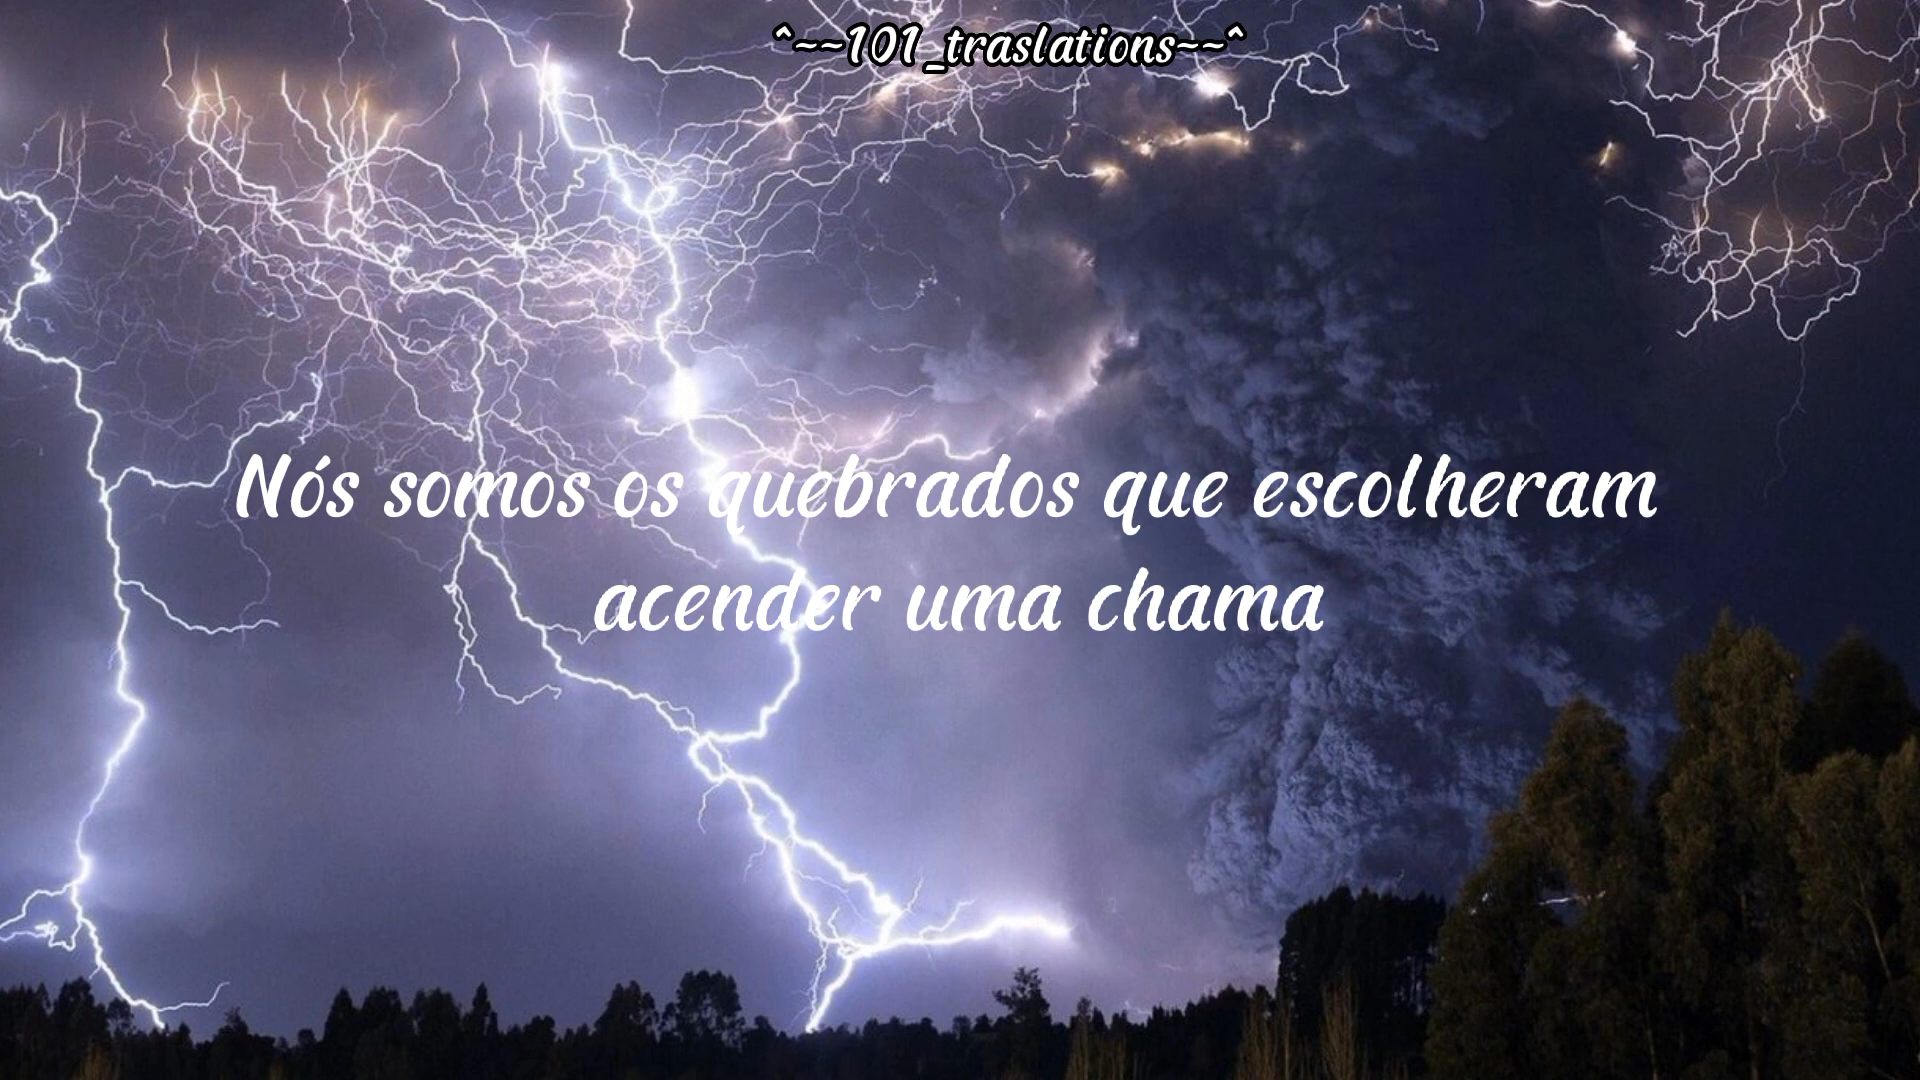 ^~~101_traslations~~^
Nós somos os quebrados que escolheram
acender uma chama